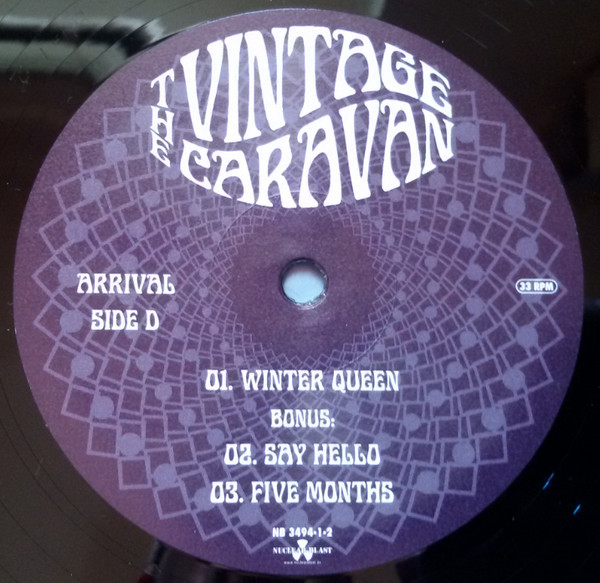 THE VINTAGE
CARAVAN
ARRIVAL
SIDE D
33 RPM
01. WINTER QUEEN
BONUS:
02. SAY HELLO
03. FIVE MONTHS
NB 3494-1-2
NUCLEAR BLAST